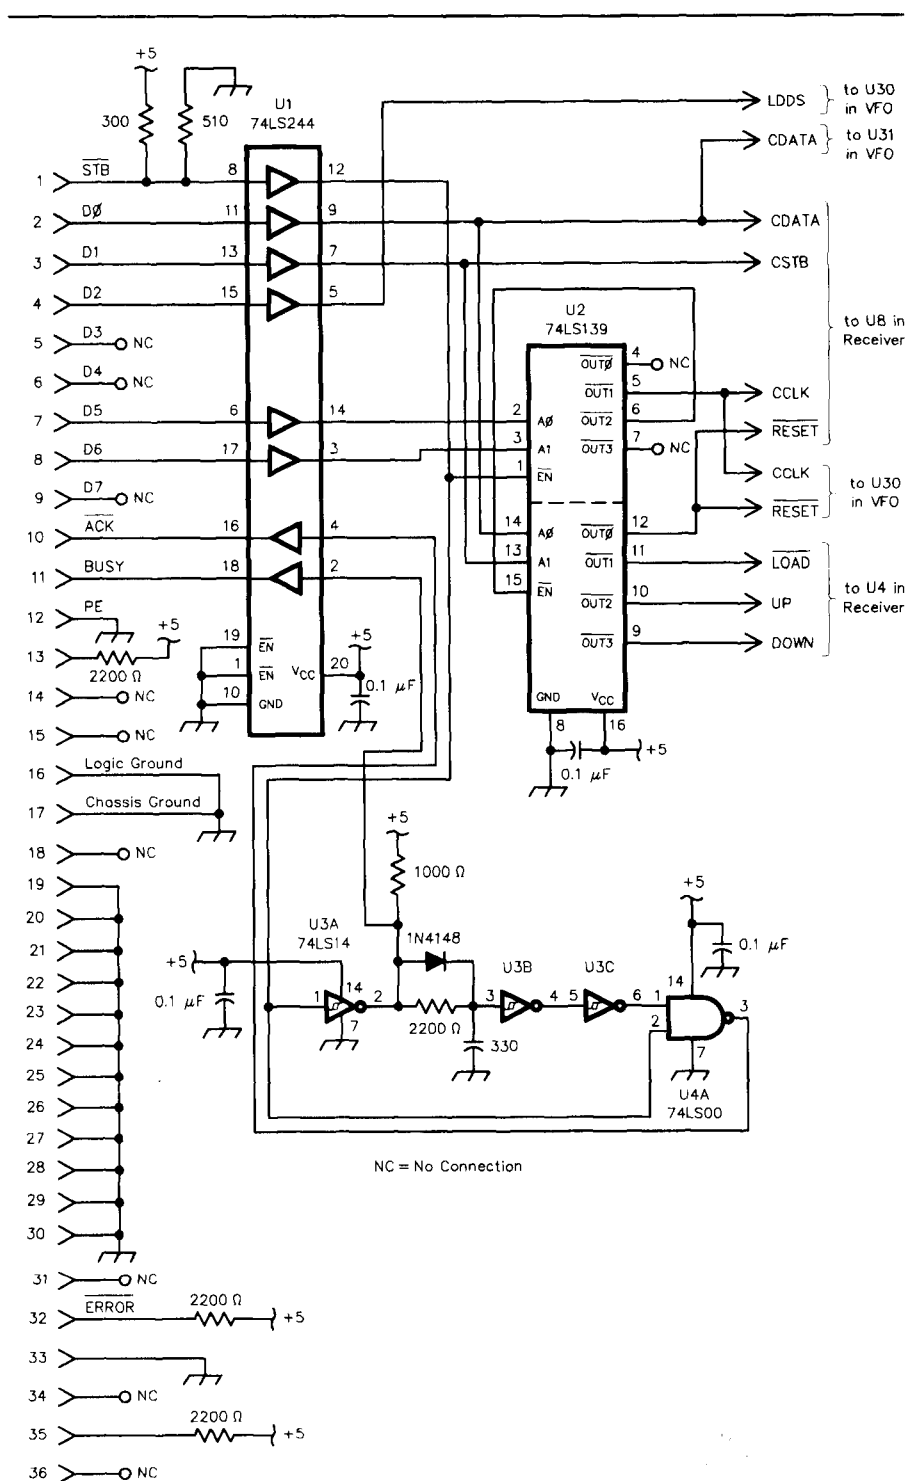 +5
300
510
U1
74LS244
LDDS
to U30
in VFO
CDATA
to U31
in VFO
1 STB 8 12
2 DØ 11 9
CDATA
3 D1 13 7
CSTB
4 D2 15 5
to U8 in
Receiver
U2
74LS139
5 D3 NC
6 D4 NC
OUTØ 4 NC
OUT1 5
CCLK
7 D5 6 14
2 AØ OUT2 6
RESET
8 D6 17 3
3 A1 OUT3 7 NC
1 EN
CCLK
to U30
in VFO
9 D7 NC
RESET
10 ACK 16 4
14 AØ OUTØ 12
11 BUSY 18 2
13 A1 OUT1 11
LOAD
15 EN OUT2 10
UP
to U4 in
Receiver
OUT3 9
DOWN
12 PE
+5
13
2200 Ω
19 EN
1 EN
10 GND
VCC 20
+5
0.1 µF
GND VCC
8 16
+5
0.1 µF
14 NC
15 NC
16 Logic Ground
17 Chassis Ground
18 NC
+5
1000 Ω
19
20
21
22
23
24
25
26
27
28
29
30
U3A
74LS14
+5
0.1 µF
1 14 2
7
1N4148
2200 Ω
330
U3B
3 4
U3C
5 6
+5
0.1 µF
14
1
2
3
7
U4A
74LS00
NC = No Connection
31 NC
32 ERROR 2200 Ω +5
33
34 NC
35 2200 Ω +5
36 NC